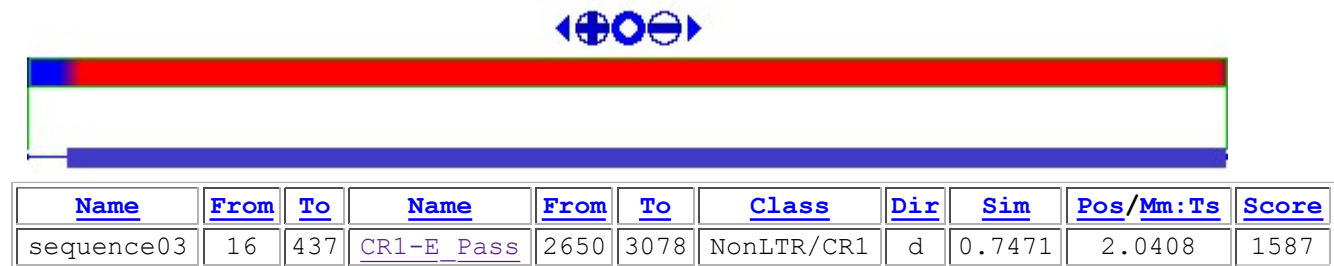 Name From To Name From To Class Dir Sim Pos/Mm:Ts Score
sequence03 16 437 CR1-E_Pass 2650 3078 NonLTR/CR1 d 0.7471 2.0408 1587